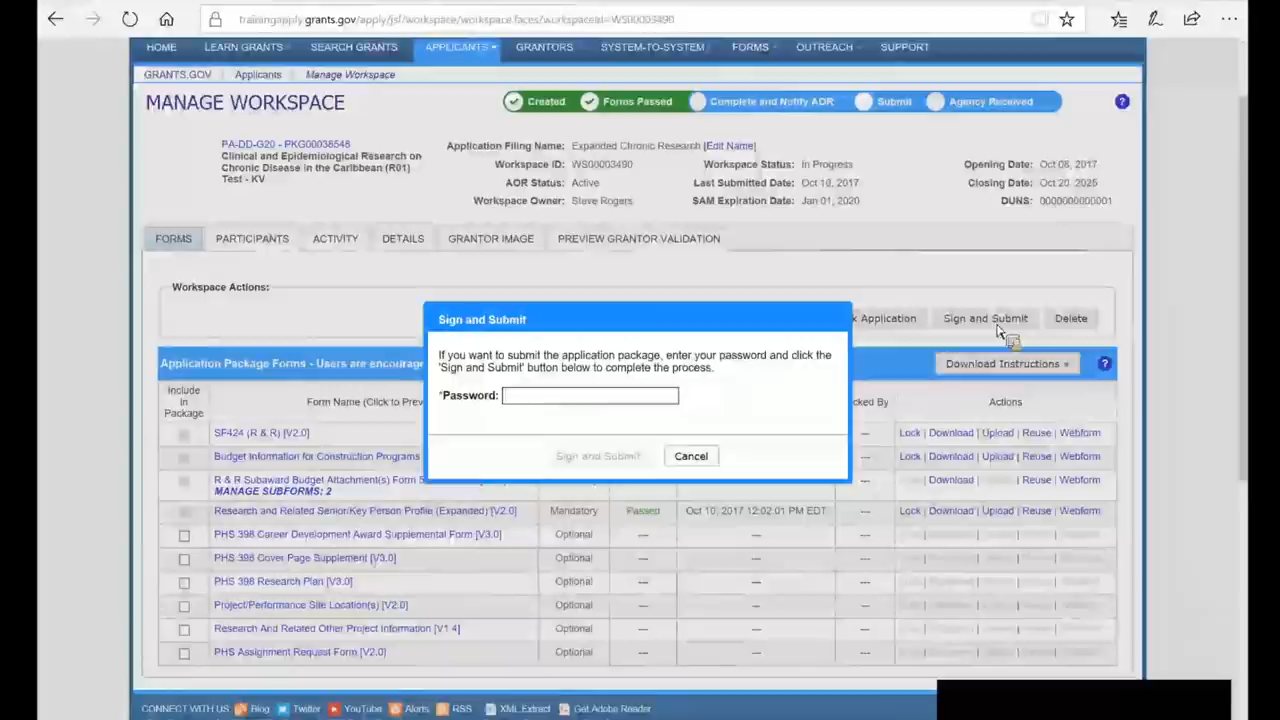 trainingapply.grants.gov/apply/jsf/workspace/workspace.faces?workspaceId=WS00003490
HOME LEARN GRANTS SEARCH GRANTS APPLICANTS GRANTORS SYSTEM-TO-SYSTEM FORMS OUTREACH SUPPORT
GRANTS.GOV Applicants Manage Workspace
MANAGE WORKSPACE Created Forms Passed Complete and Notify AOR Submit Agency Received ?
PA-DD-G20 - PKG00036548
Clinical and Epidemiological Research on
Chronic Disease in the Caribbean (R01)
Test - KV
Application Filing Name: Expanded Chronic Research [Edit Name]
Workspace ID: WS00003490 Workspace Status: In Progress Opening Date: Oct 08, 2017
AOR Status: Active Last Submitted Date: Oct 10, 2017 Closing Date: Oct 20, 2025
Workspace Owner: Steve Rogers SAM Expiration Date: Jan 01, 2020 DUNS: 0000000000001
FORMS PARTICIPANTS ACTIVITY DETAILS GRANTOR IMAGE PREVIEW GRANTOR VALIDATION
Workspace Actions:
Application Sign and Submit Delete
Sign and Submit
If you want to submit the application package, enter your password and click the
'Sign and Submit' button below to complete the process.
*Password:
Sign and Submit Cancel
Application Package Forms - Users are encourag Download Instructions » ?
Include
in
Package
Form Name (Click to Prev cked By Actions
SF424 (R & R) [V2.0] --- Lock | Download | Upload | Reuse | Webform
Budget Information for Construction Programs --- Lock | Download | Upload | Reuse | Webform
R & R Subaward Budget Attachment(s) Form 5 --- Lock | Download | | Reuse | Webform
MANAGE SUBFORMS: 2
Research and Related Senior/Key Person Profile (Expanded) [V2.0] Mandatory Passed Oct 10, 2017 12:02:01 PM EDT --- Lock | Download | Upload | Reuse | Webform
PHS 398 Career Development Award Supplemental Form [V3.0] Optional --- --- ---
PHS 398 Cover Page Supplement [V3.0] Optional --- --- ---
PHS 398 Research Plan [V3.0] Optional --- --- ---
Project/Performance Site Location(s) [V2.0] Optional --- --- ---
Research And Related Other Project Information [V1.4] Optional --- --- ---
PHS Assignment Request Form [V2.0] Optional --- --- ---
CONNECT WITH US: Blog Twitter YouTube Alerts RSS XML Extract Get Adobe Reader